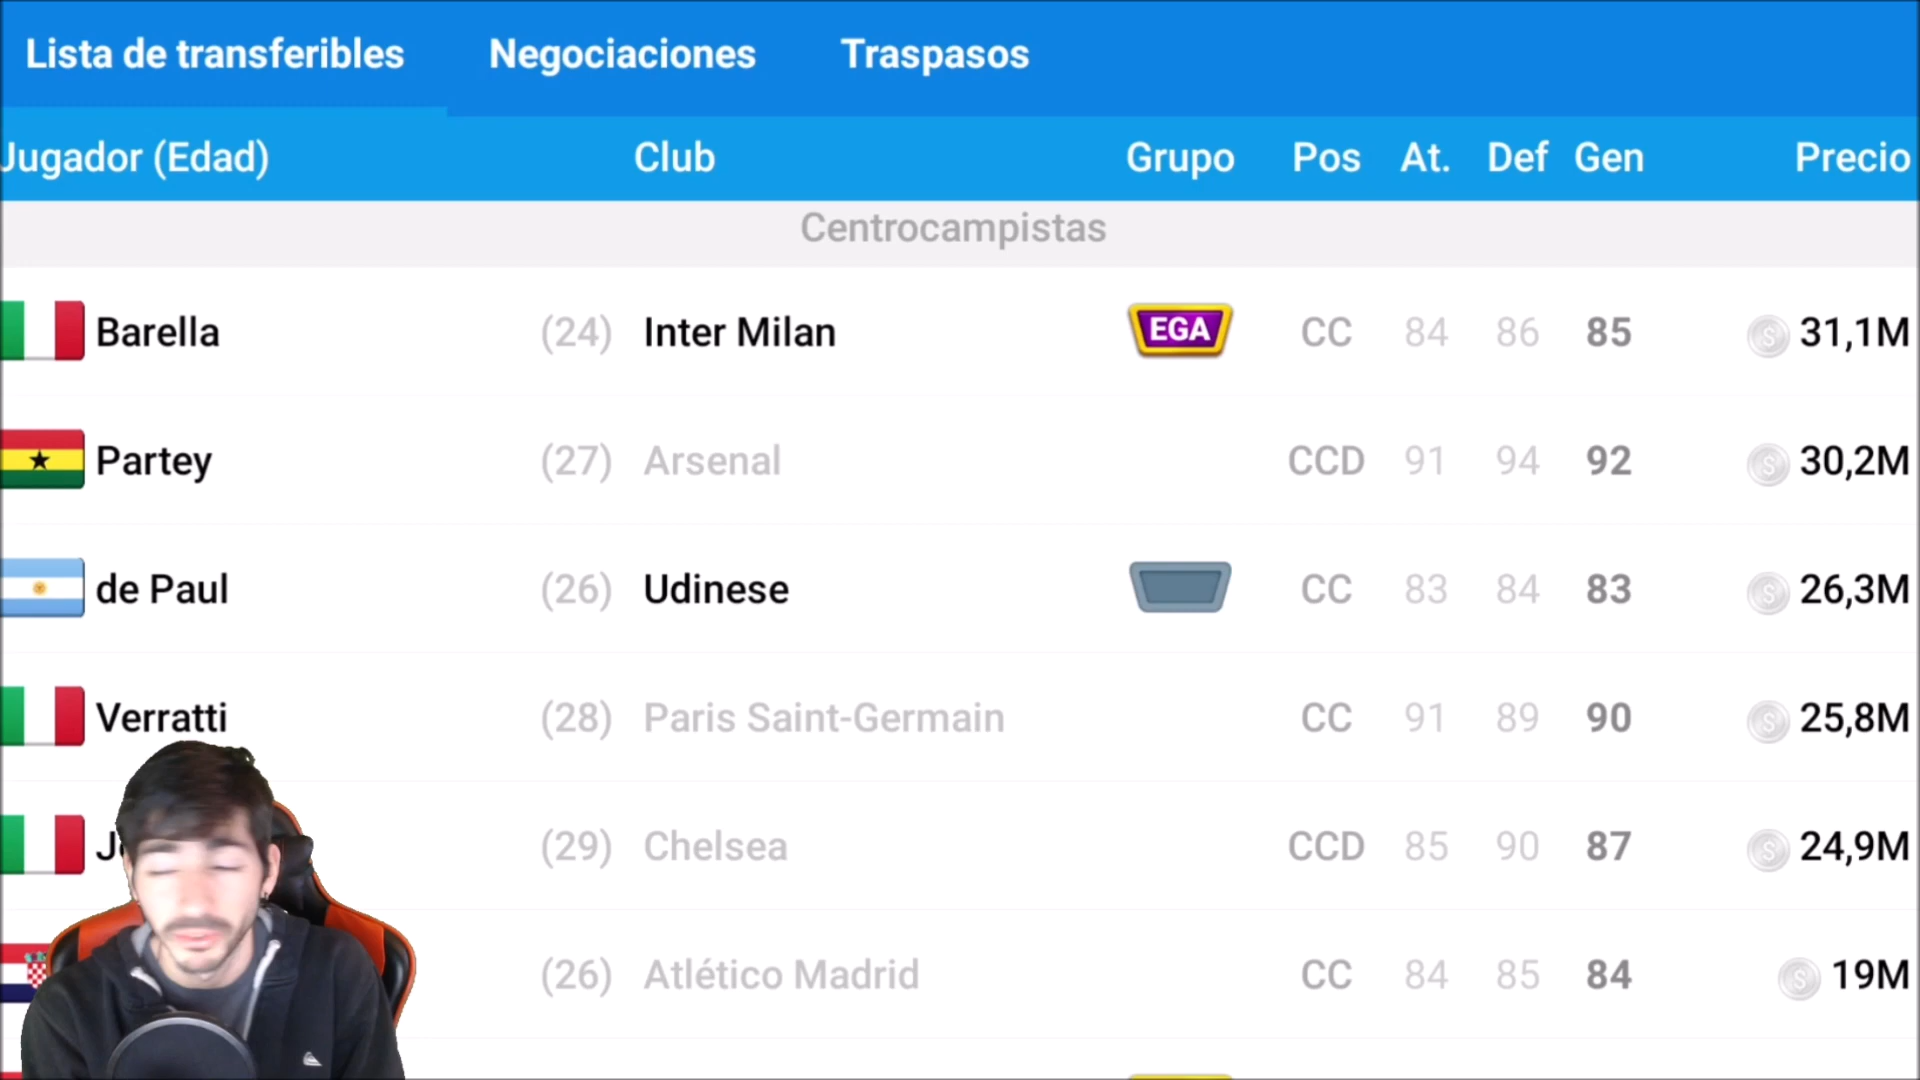 Lista de transferibles Negociaciones Traspasos
Jugador (Edad) Club Grupo Pos At. Def Gen Precio
Centrocampistas
Barella (24) Inter Milan EGA CC 84 86 85 31,1M
Partey (27) Arsenal CCD 91 94 92 30,2M
de Paul (26) Udinese CC 83 84 83 26,3M
Verratti (28) Paris Saint-Germain CC 91 89 90 25,8M
(29) Chelsea CCD 85 90 87 24,9M
(26) Atlético Madrid CC 84 85 84 19M